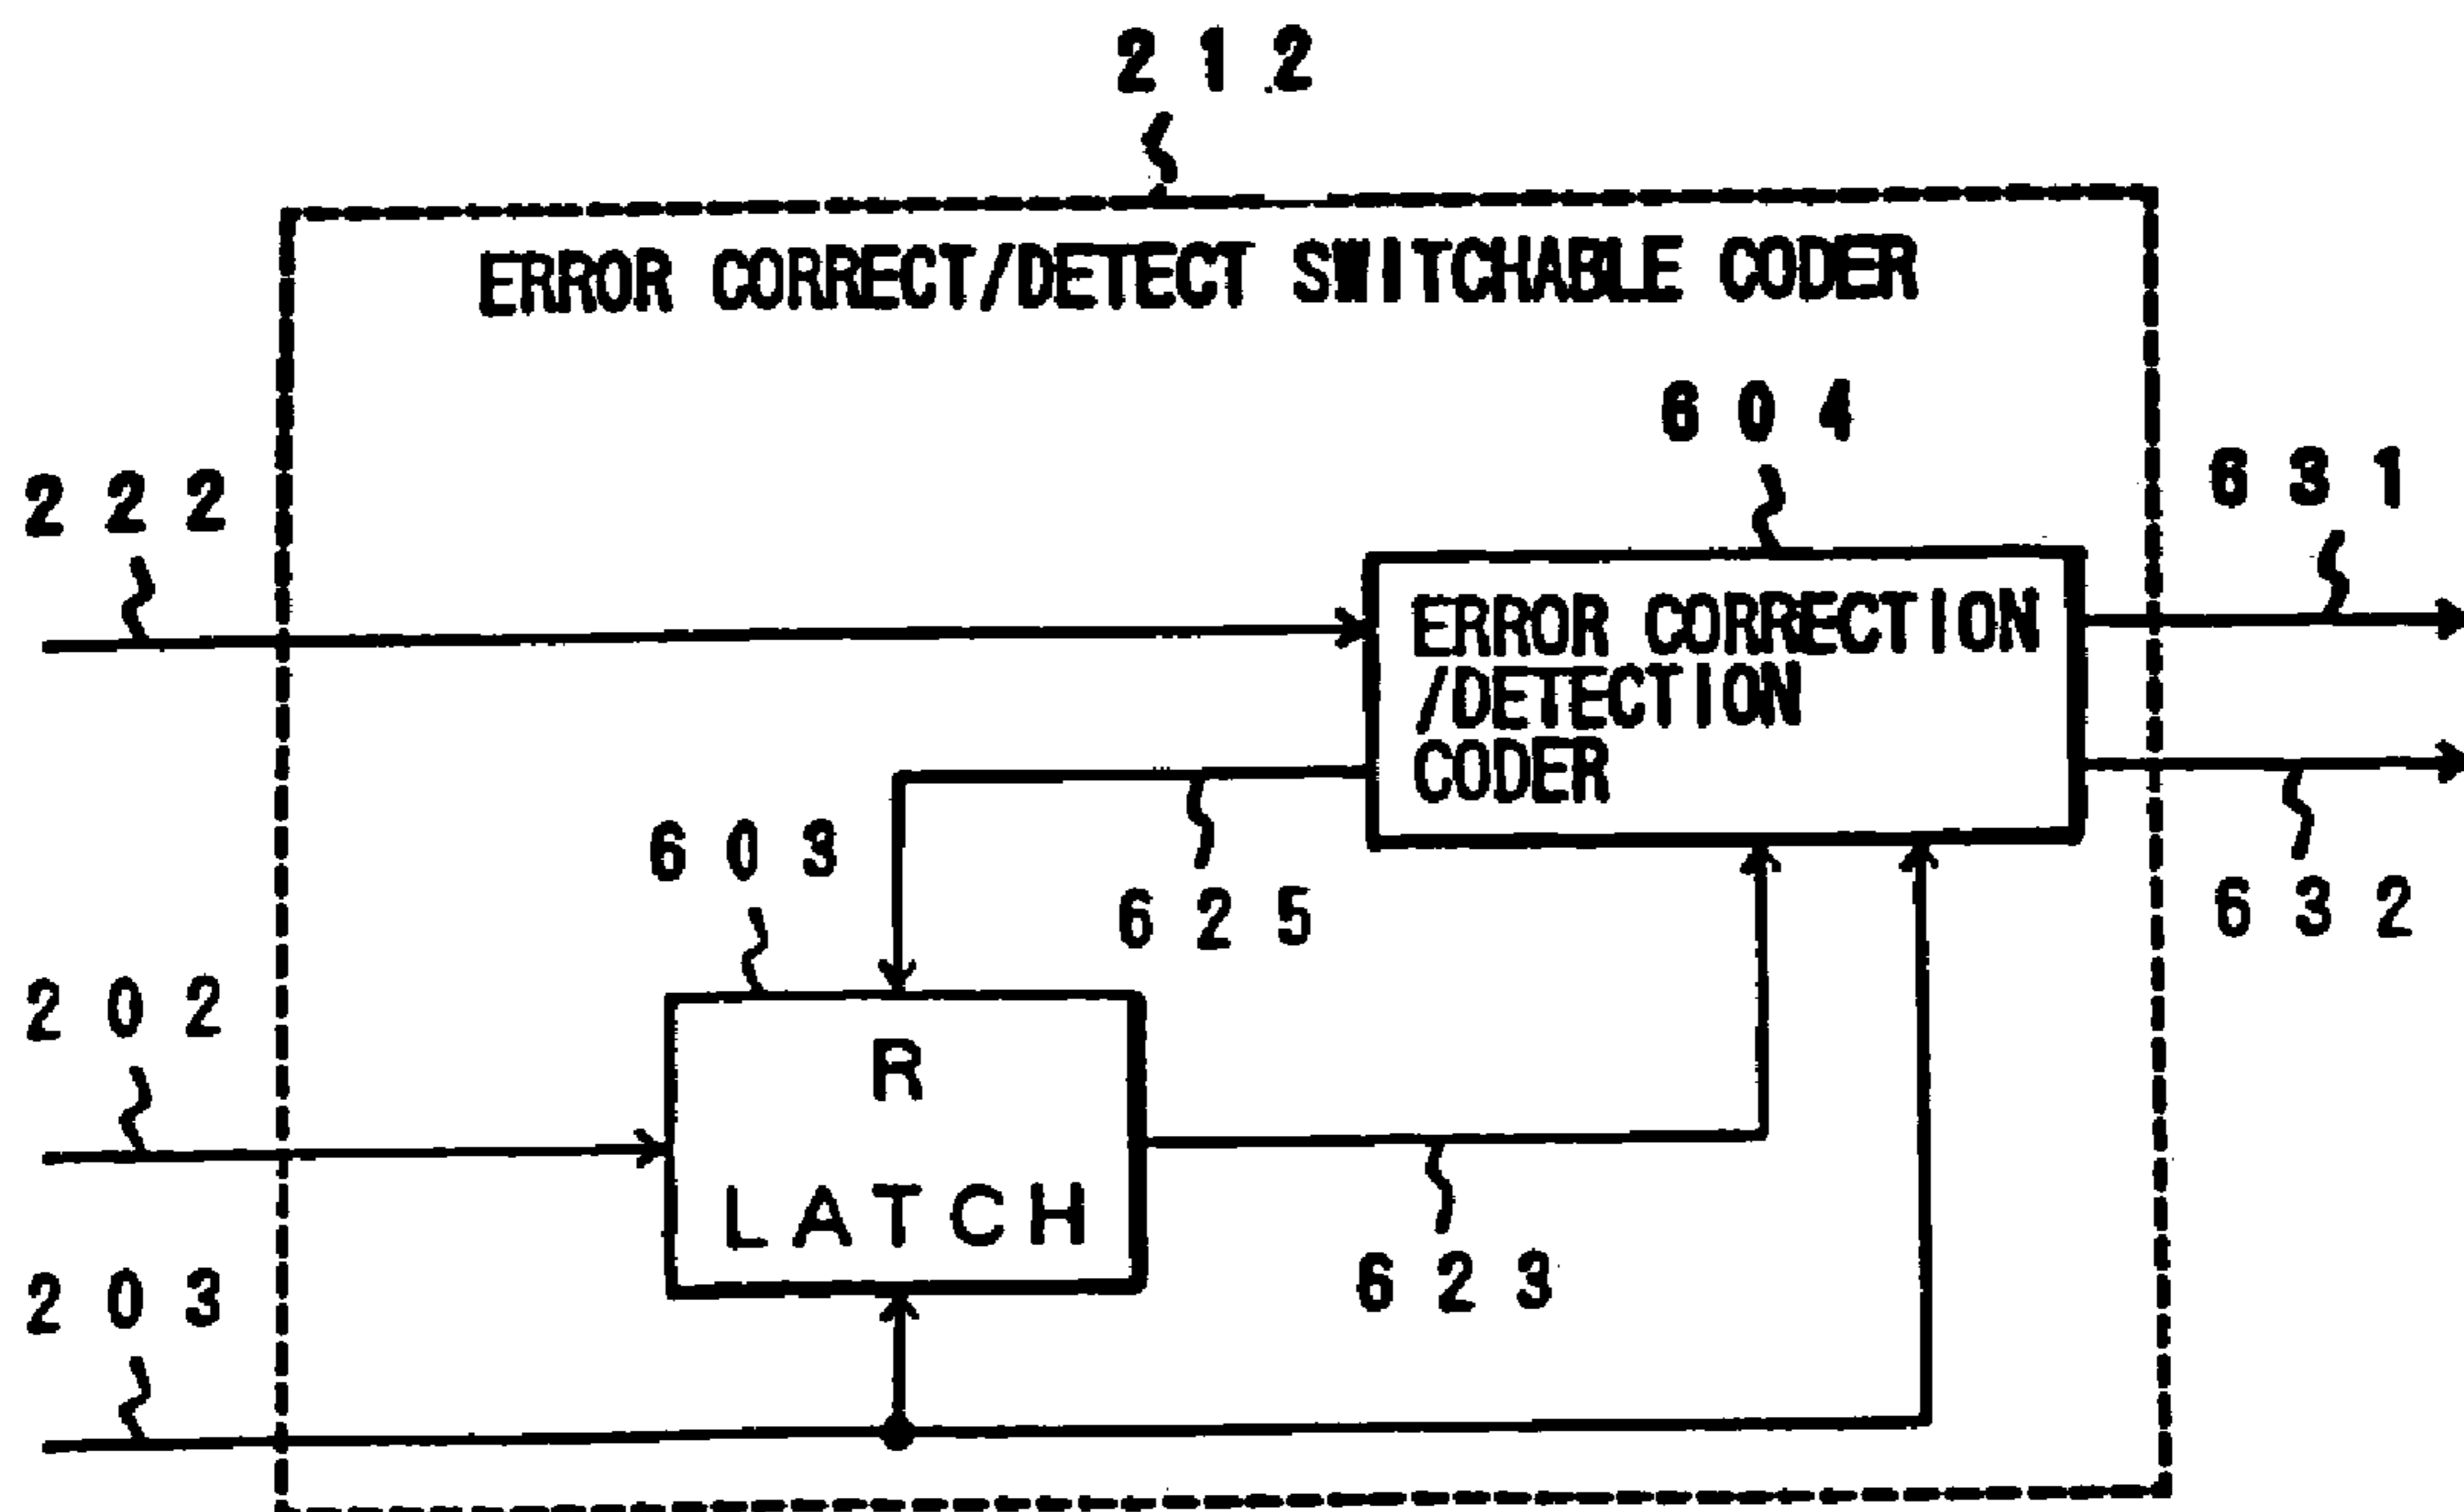 212
ERROR CORRECT/DETECT SWITCHABLE CODER
604
222
631
ERROR CORRECTION
/DETECTION
CODER
603
625
632
202
R
LATCH
623
203